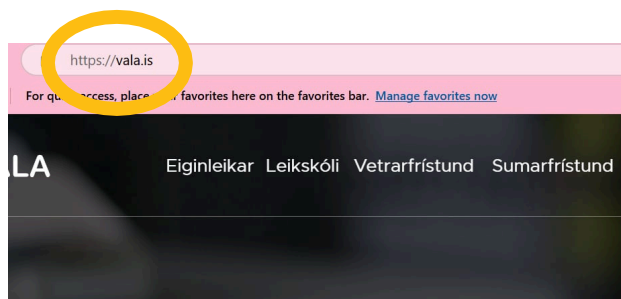 https://vala.is
For qu access, place favorites here on the favorites bar. Manage favorites now
LA
Eiginleikar Leikskóli Vetrarfrístund Sumarfrístund